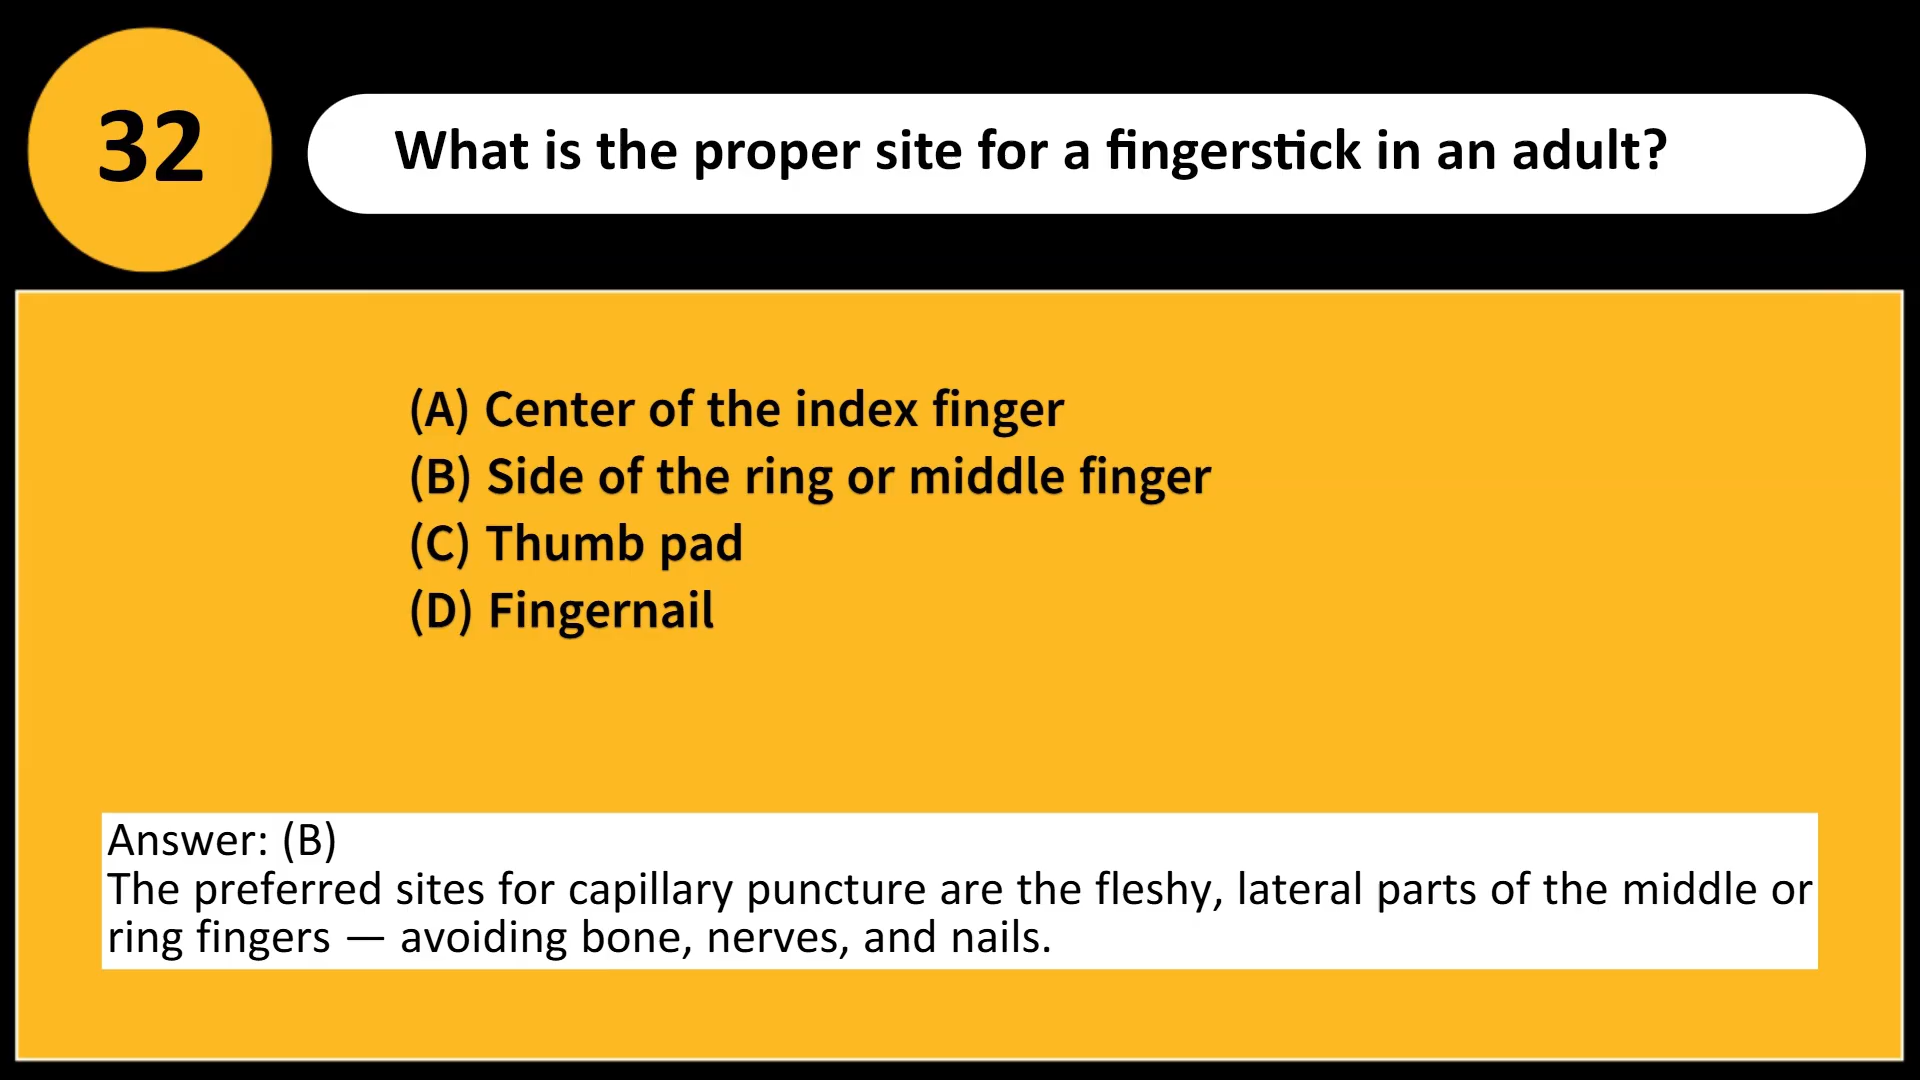 32
What is the proper site for a fingerstick in an adult?
(A) Center of the index finger
(B) Side of the ring or middle finger
(C) Thumb pad
(D) Fingernail
Answer: (B)
The preferred sites for capillary puncture are the fleshy, lateral parts of the middle or
ring fingers — avoiding bone, nerves, and nails.